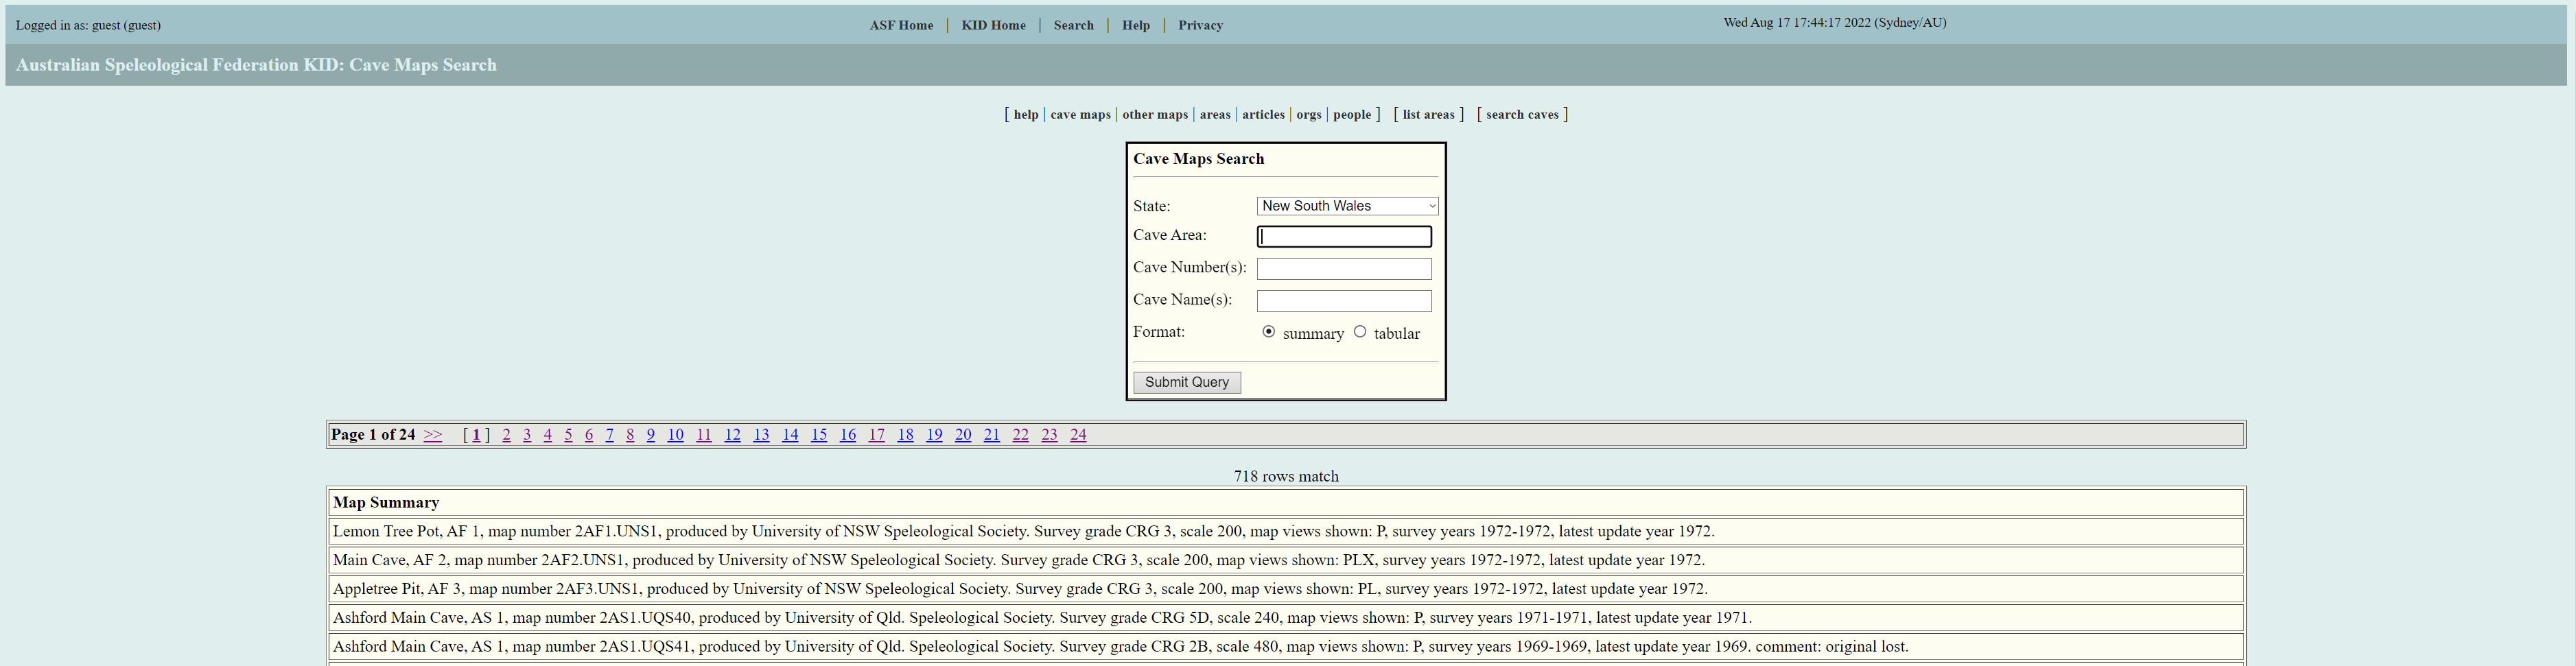 Logged in as: guest (guest) ASF Home | KID Home | Search | Help | Privacy Wed Aug 17 17:44:17 2022 (Sydney/AU)
Australian Speleological Federation KID: Cave Maps Search
[ help | cave maps | other maps | areas | articles | orgs | people ] [ list areas ] [ search caves ]
Cave Maps Search
State: New South Wales
Cave Area:
Cave Number(s):
Cave Name(s):
Format: summary tabular
Submit Query
Page 1 of 24 >> [ 1 ] 2 3 4 5 6 7 8 9 10 11 12 13 14 15 16 17 18 19 20 21 22 23 24
718 rows match
Map Summary
Lemon Tree Pot, AF 1, map number 2AF1.UNS1, produced by University of NSW Speleological Society. Survey grade CRG 3, scale 200, map views shown: P, survey years 1972-1972, latest update year 1972.
Main Cave, AF 2, map number 2AF2.UNS1, produced by University of NSW Speleological Society. Survey grade CRG 3, scale 200, map views shown: PLX, survey years 1972-1972, latest update year 1972.
Appletree Pit, AF 3, map number 2AF3.UNS1, produced by University of NSW Speleological Society. Survey grade CRG 3, scale 200, map views shown: PL, survey years 1972-1972, latest update year 1972.
Ashford Main Cave, AS 1, map number 2AS1.UQS40, produced by University of Qld. Speleological Society. Survey grade CRG 5D, scale 240, map views shown: P, survey years 1971-1971, latest update year 1971.
Ashford Main Cave, AS 1, map number 2AS1.UQS41, produced by University of Qld. Speleological Society. Survey grade CRG 2B, scale 480, map views shown: P, survey years 1969-1969, latest update year 1969. comment: original lost.